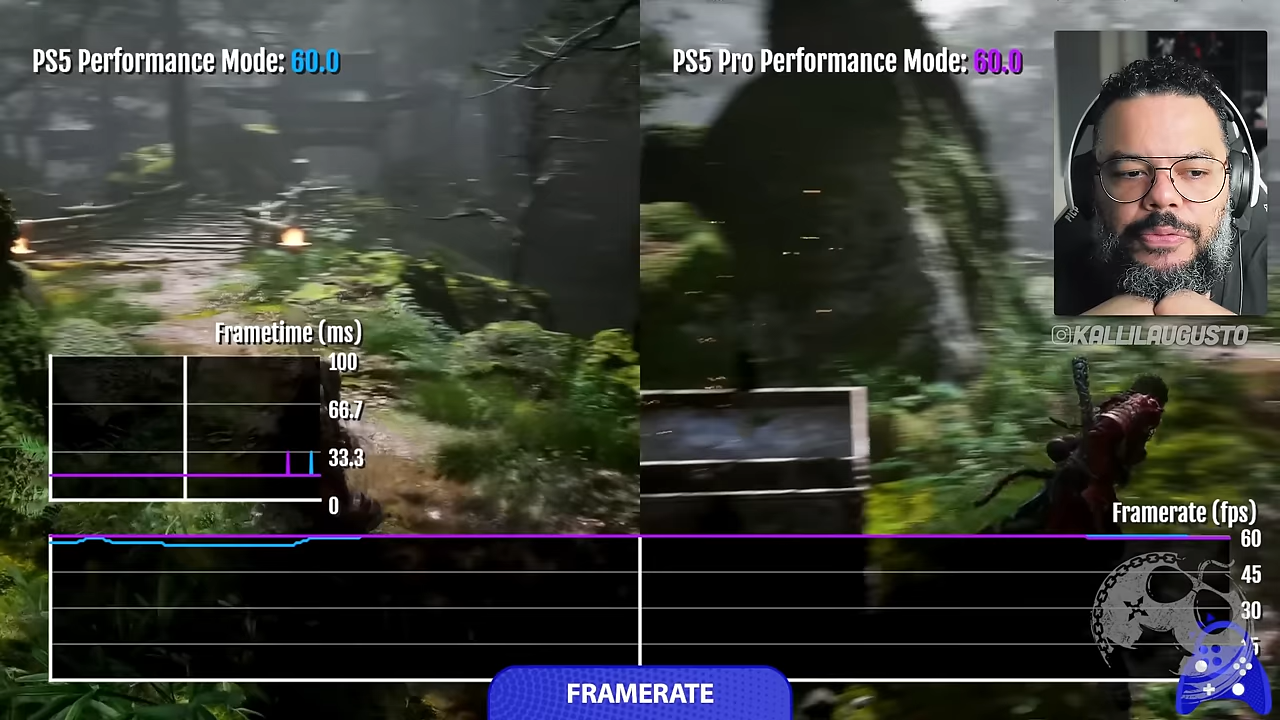 PS5 Performance Mode: 60.0
PS5 Pro Performance Mode: 60.0
KALLILAUGUSTO
Frametime (ms)
100
66.7
33.3
0
Framerate (fps)
60
45
30
FRAMERATE